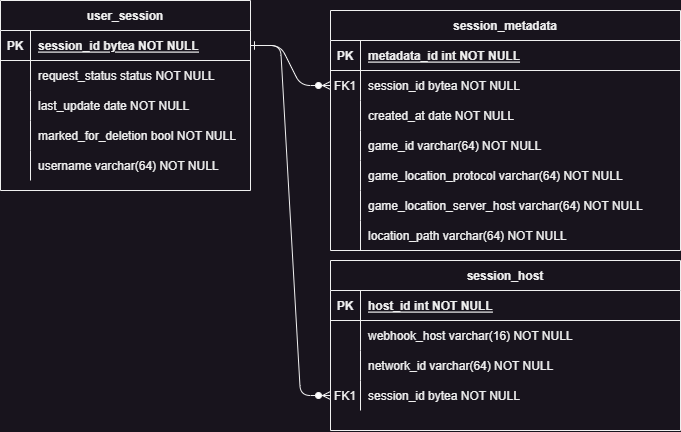 user_session
PK session_id bytea NOT NULL
request_status status NOT NULL
last_update date NOT NULL
marked_for_deletion bool NOT NULL
username varchar(64) NOT NULL
session_metadata
PK metadata_id int NOT NULL
FK1 session_id bytea NOT NULL
created_at date NOT NULL
game_id varchar(64) NOT NULL
game_location_protocol varchar(64) NOT NULL
game_location_server_host varchar(64) NOT NULL
location_path varchar(64) NOT NULL
session_host
PK host_id int NOT NULL
webhook_host varchar(16) NOT NULL
network_id varchar(64) NOT NULL
FK1 session_id bytea NOT NULL